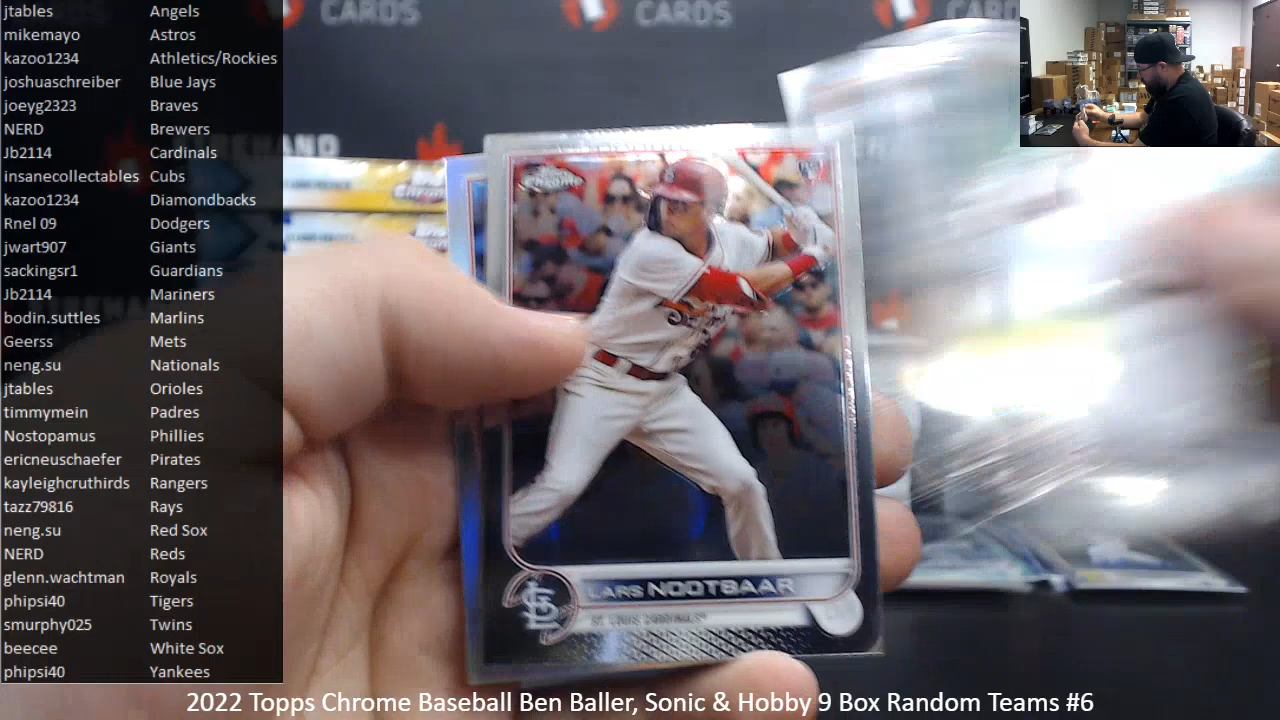 jtables Angels
mikemayo Astros
kazoo1234 Athletics/Rockies
joshuaschreiber Blue Jays
joeyg2323 Braves
NERD Brewers
Jb2114 Cardinals
insanecollectables Cubs
kazoo1234 Diamondbacks
Rnel 09 Dodgers
jwart907 Giants
sackingsr1 Guardians
Jb2114 Mariners
bodin.suttles Marlins
Geerss Mets
neng.su Nationals
jtables Orioles
timmymein Padres
Nostopamus Phillies
ericneuschaefer Pirates
kayleighcruthirds Rangers
tazz79816 Rays
neng.su Red Sox
NERD Reds
glenn.wachtman Royals
phipsi40 Tigers
smurphy025 Twins
beecee White Sox
phipsi40 Yankees
CARDS
CARDS
CARDS
Chrome
LARS NOOTBAAR
ST. LOUIS CARDINALS
2022 Topps Chrome Baseball Ben Baller, Sonic & Hobby 9 Box Random Teams #6